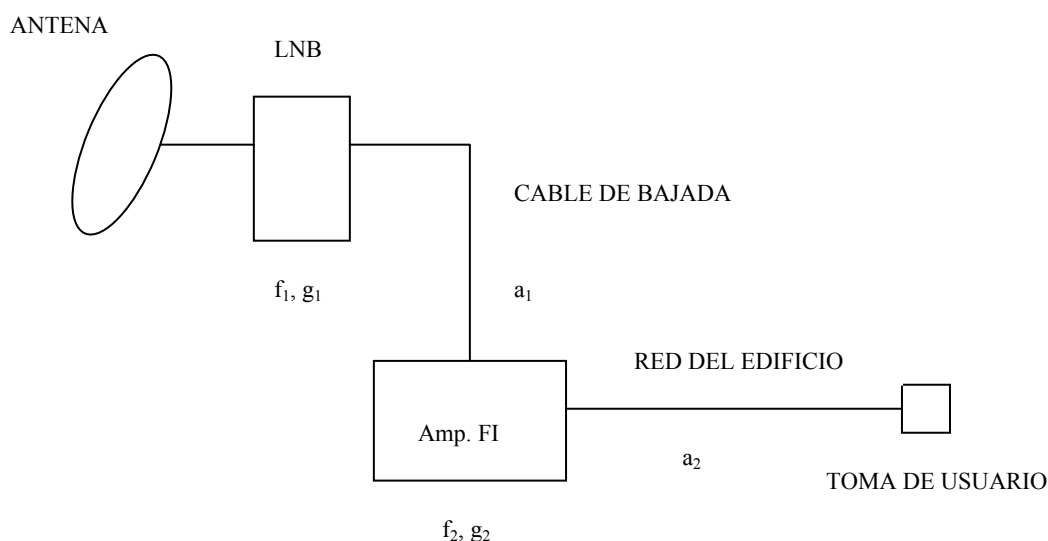 ANTENA
LNB
CABLE DE BAJADA
f₁, g₁
a₁
RED DEL EDIFICIO
Amp. FI
a₂
TOMA DE USUARIO
f₂, g₂